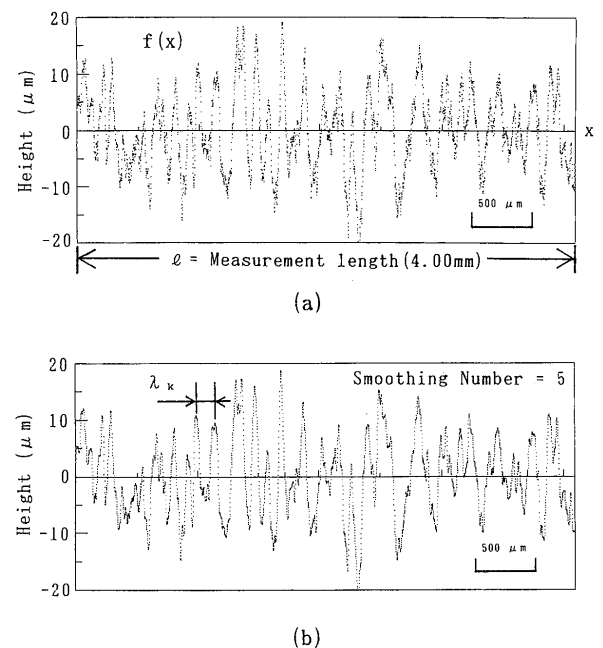 20
f(x)
10
Height (μm)
0
x
-10
500 μm
-20
ℓ = Measurement length(4.00mm)
(a)
20
λκ
Smoothing Number = 5
10
Height (μm)
0
-10
500 μm
-20
(b)